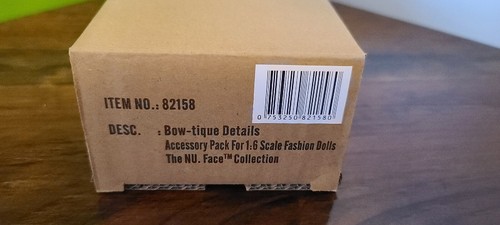 ITEM NO.: 82158
0 753250 821580
DESC. : Bow-tique Details
Accessory Pack For 1:6 Scale Fashion Dolls
The NU. Face™ Collection